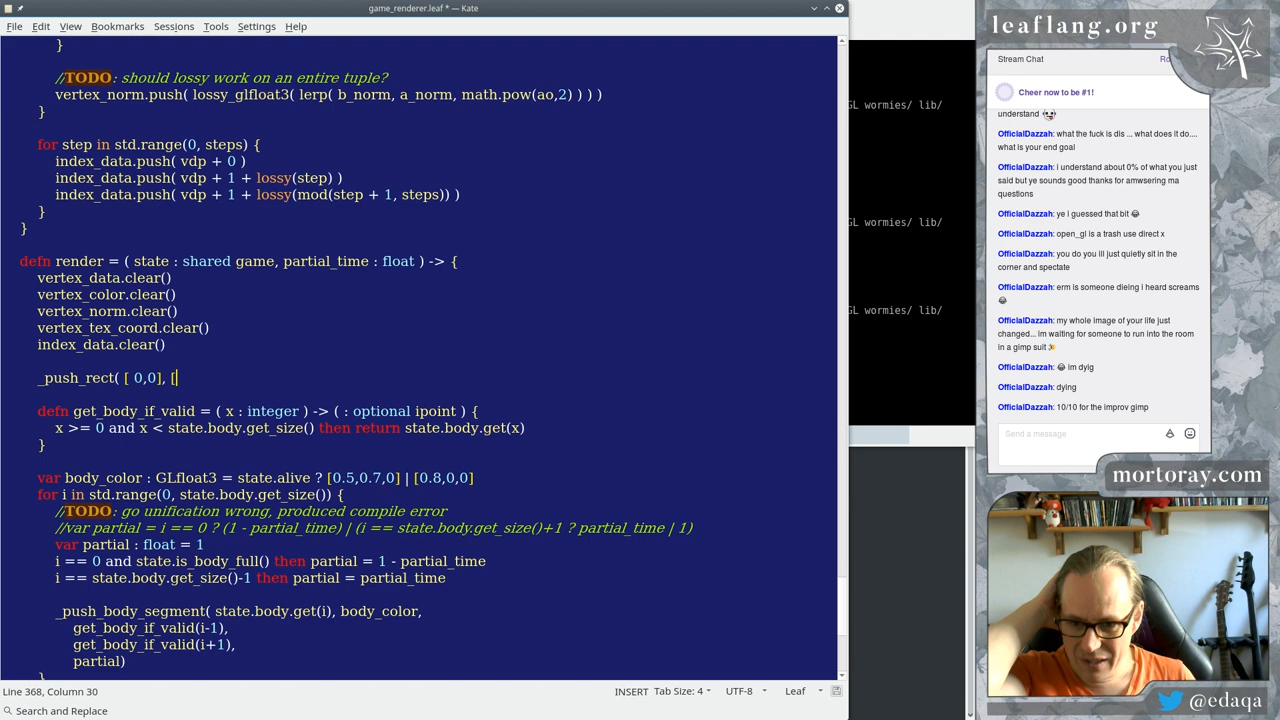 game_renderer.leaf * — Kate
File Edit View Bookmarks Sessions Tools Settings Help
}
//TODO: should lossy work on an entire tuple?
vertex_norm.push( lossy_glfloat3( lerp( b_norm, a_norm, math.pow(ao,2) ) ) )
}
for step in std.range(0, steps) {
index_data.push( vdp + 0 )
index_data.push( vdp + 1 + lossy(step) )
index_data.push( vdp + 1 + lossy(mod(step + 1, steps)) )
}
}
defn render = ( state : shared game, partial_time : float ) -> {
vertex_data.clear()
vertex_color.clear()
vertex_norm.clear()
vertex_tex_coord.clear()
index_data.clear()
_push_rect( [ 0,0], [
defn get_body_if_valid = ( x : integer ) -> ( : optional ipoint ) {
x >= 0 and x < state.body.get_size() then return state.body.get(x)
}
var body_color : GLfloat3 = state.alive ? [0.5,0.7,0] | [0.8,0,0]
for i in std.range(0, state.body.get_size()) {
//TODO: go unification wrong, produced compile error
//var partial = i == 0 ? (1 - partial_time) | (i == state.body.get_size()+1 ? partial_time | 1)
var partial : float = 1
i == 0 and state.is_body_full() then partial = 1 - partial_time
i == state.body.get_size()-1 then partial = partial_time
_push_body_segment( state.body.get(i), body_color,
get_body_if_valid(i-1),
get_body_if_valid(i+1),
partial)
}
Line 368, Column 30 INSERT Tab Size: 4 UTF-8 Leaf
Search and Replace
GL wormies/ lib/
GL wormies/ lib/
GL wormies/ lib/
leaflang.org
Stream Chat
Cheer now to be #1!
understand 
OfficialDazzah: what the fuck is dis ... what does it do....
what is your end goal
OfficialDazzah: i understand about 0% of what you just
said but ye sounds good thanks for amwsering ma
questions
OfficialDazzah: ye i guessed that bit 😂
OfficialDazzah: open_gl is a trash use direct x
OfficialDazzah: you do you ill just quietly sit in the
corner and spectate
OfficialDazzah: erm is someone dieing i heard screams
😂
OfficialDazzah: my whole image of your life just
changed... im waiting for someone to run into the room
in a gimp suit
OfficialDazzah: 😂 im dyig
OfficialDazzah: dying
OfficialDazzah: 10/10 for the improv gimp
Send a message
mortoray.com
@edaqa